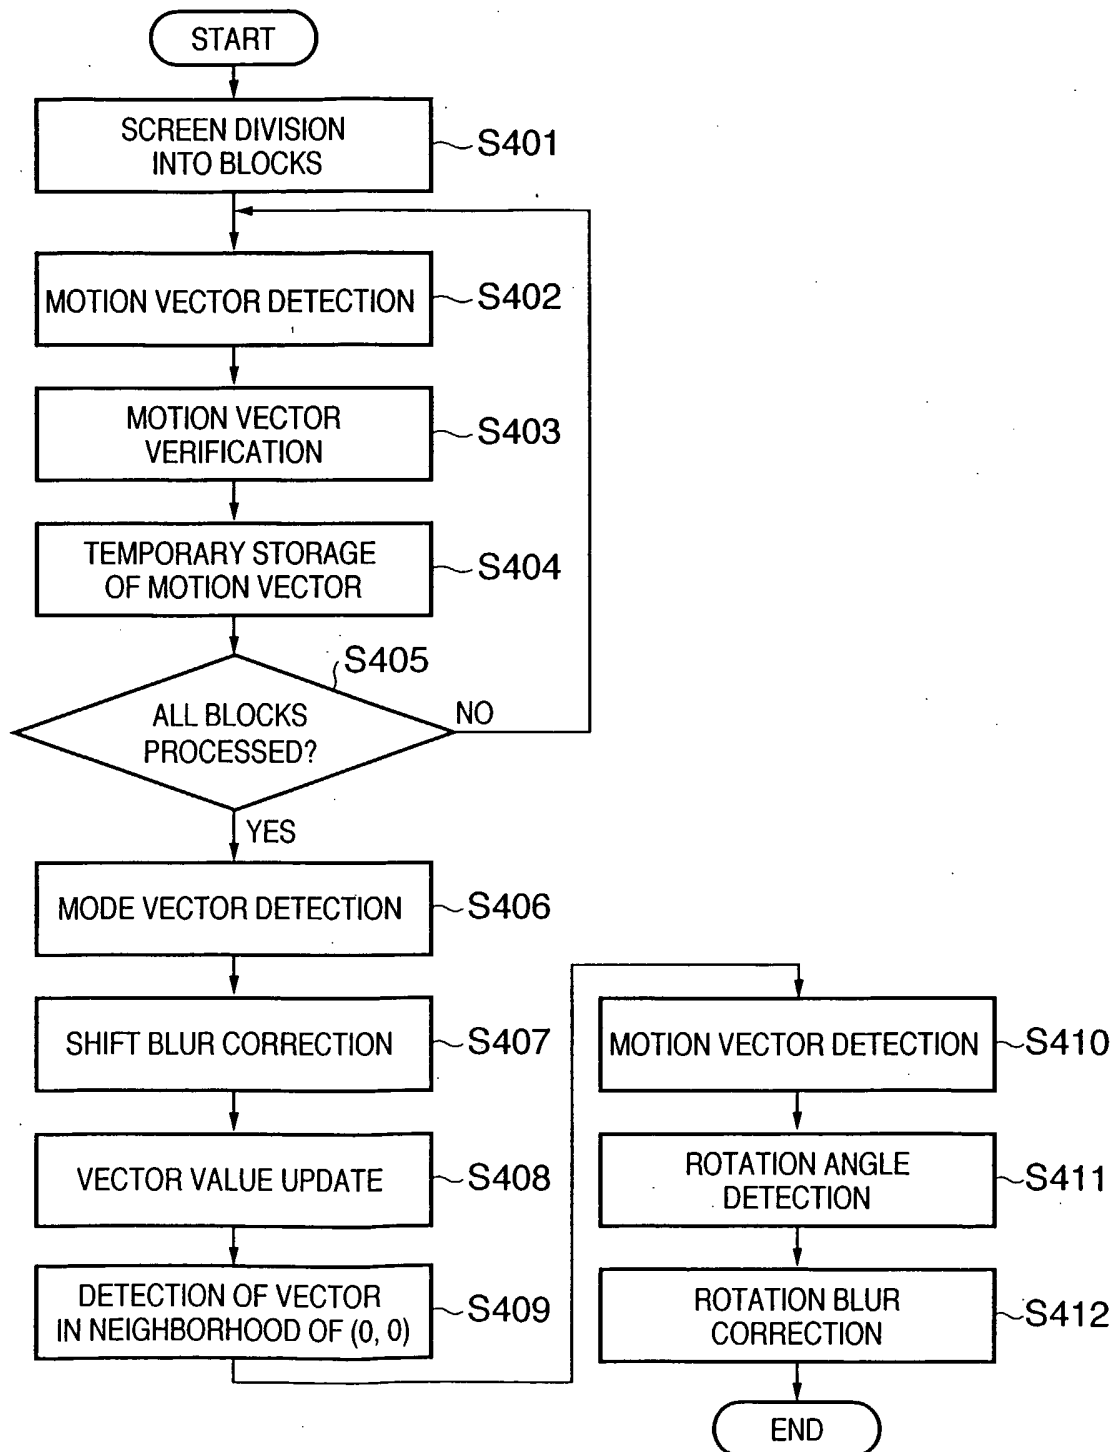 START
SCREEN DIVISION
INTO BLOCKS
S401
MOTION VECTOR DETECTION
S402
MOTION VECTOR
VERIFICATION
S403
TEMPORARY STORAGE
OF MOTION VECTOR
S404
S405
ALL BLOCKS
PROCESSED?
NO
YES
MODE VECTOR DETECTION
S406
SHIFT BLUR CORRECTION
S407
VECTOR VALUE UPDATE
S408
DETECTION OF VECTOR
IN NEIGHBORHOOD OF (0, 0)
S409
MOTION VECTOR DETECTION
S410
ROTATION ANGLE
DETECTION
S411
ROTATION BLUR
CORRECTION
S412
END